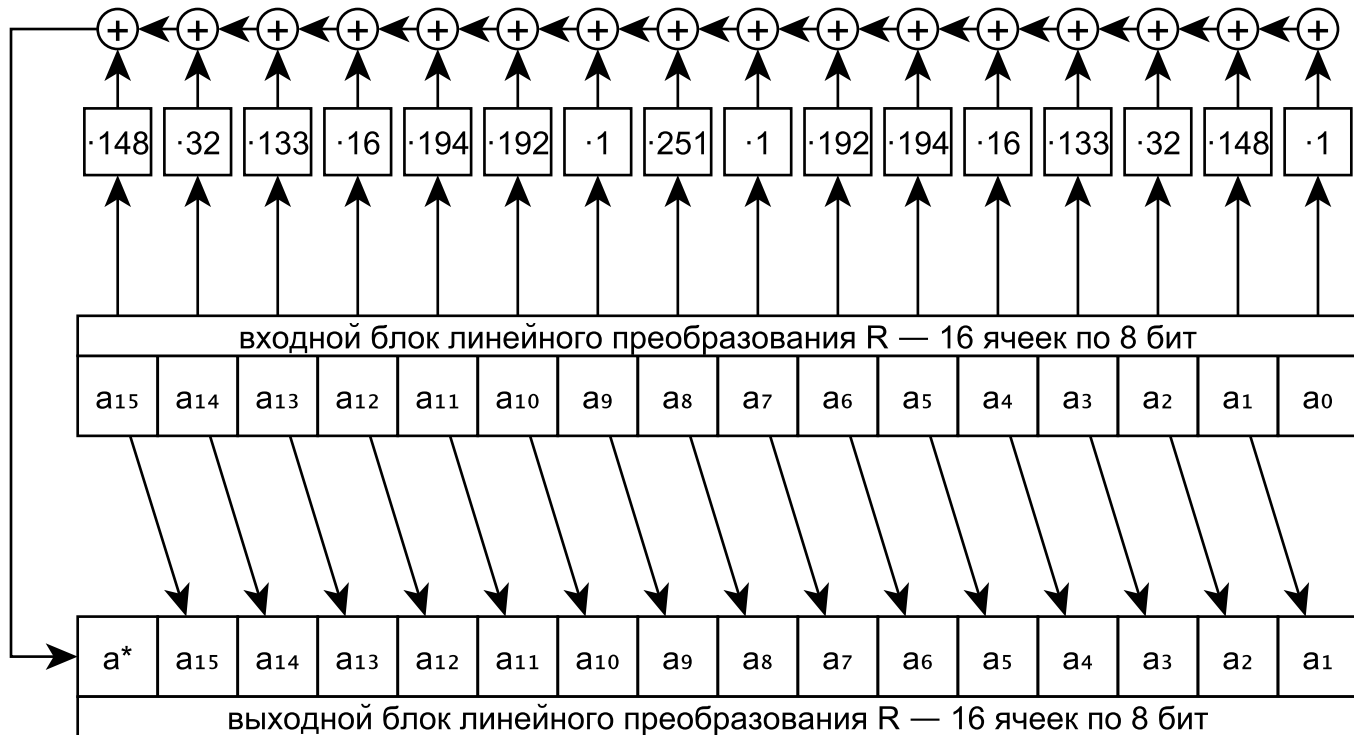 + + + + + + + + + + + + + + + +
·148 ·32 ·133 ·16 ·194 ·192 ·1 ·251 ·1 ·192 ·194 ·16 ·133 ·32 ·148 ·1
входной блок линейного преобразования R — 16 ячеек по 8 бит
a15 a14 a13 a12 a11 a10 a9 a8 a7 a6 a5 a4 a3 a2 a1 a0
a* a15 a14 a13 a12 a11 a10 a9 a8 a7 a6 a5 a4 a3 a2 a1
выходной блок линейного преобразования R — 16 ячеек по 8 бит